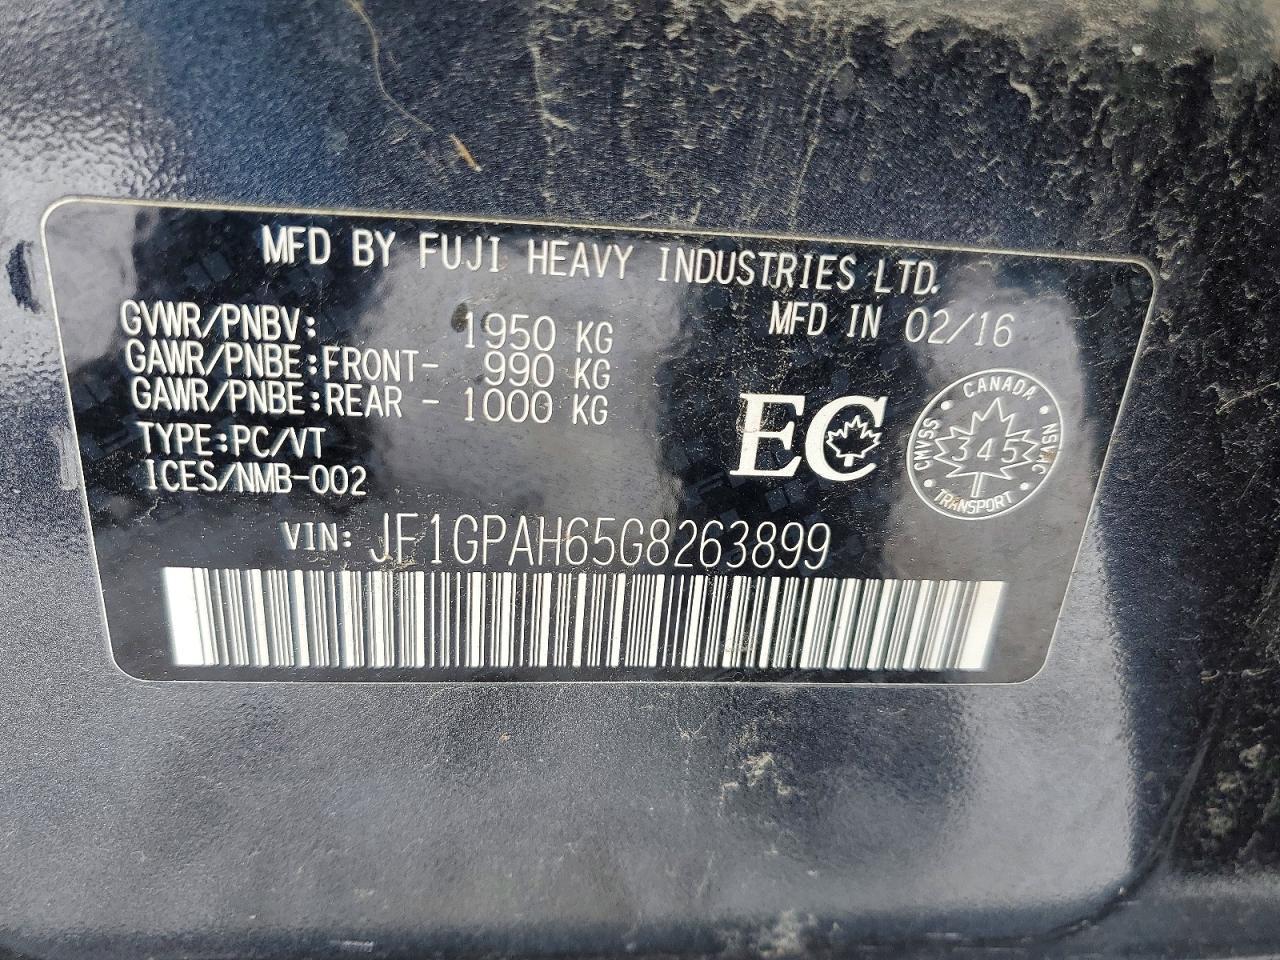 MFD BY FUJI HEAVY INDUSTRIES LTD.
GVWR/PNBV: 1950 KG MFD IN 02/16
GAWR/PNBE:FRONT- 990 KG
GAWR/PNBE:REAR - 1000 KG
TYPE:PC/VT
ICES/NMB-002
EC
CANADA
CMVSS 345 NSVAC
TRANSPORT
VIN: JF1GPAH65G8263899